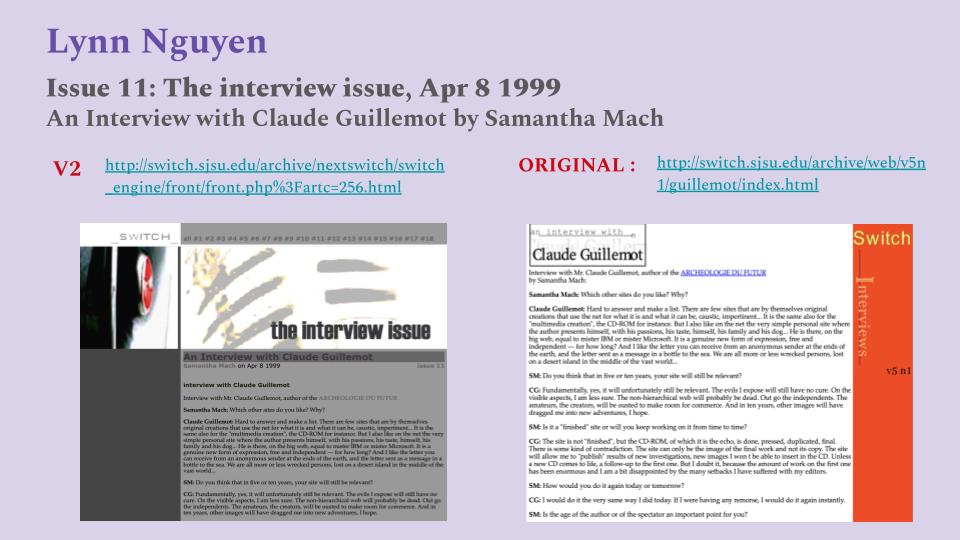 Lynn Nguyen
Issue 11: The interview issue, Apr 8 1999
An Interview with Claude Guillemot by Samantha Mach
V2
http://switch.sjsu.edu/archive/nextswitch/switch
_engine/front/front.php%3Fartc=256.html
_SWITCH_
all #1 #2 #3 #4 #5 #6 #7 #8 #9 #10 #11 #12 #13 #14 #15 #16 #17 #18
the interview issue
An Interview with Claude Guillemot
Samantha Mach on Apr 8 1999
issue 11
interview with Claude Guillemot
Interview with Mr. Claude Guillemot, author of the ARCHEOLOGIE DU FUTUR
Samantha Mach: Which other sites do you like? Why?
Claude Guillemot: Hard to answer and make a list. There are few sites that are by themselves
original creations that use the net for what it is and what it can be, caustic, impertinent... It is the
same also for the "multimedia creation", the CD-ROM for instance. But I also like on the net the very
simple personal site where the author presents himself, with his passions, his taste, himself, his
family and his dog... He is there, on the big web, equal to mister IBM or mister Microsoft. It is a
genuine new form of expression, free and independent — for how long? And I like the letter you
can receive from an anonymous sender at the ends of the earth, and the letter sent as a message in a
bottle to the sea. We are all more or less wrecked persons, lost on a desert island in the middle of the
vast world...
SM: Do you think that in five or ten years, your site will still be relevant?
CG: Fundamentally, yes, it will unfortunately still be relevant. The evils I expose will still have no
cure. On the visible aspects, I am less sure. The non-hierarchical web will probably be dead. Out go
the independents. The amateurs, the creators, will be ousted to make room for commerce. And in
ten years, other images will have dragged me into new adventures, I hope.
ORIGINAL :
http://switch.sjsu.edu/archive/web/v5n
1/guillemot/index.html
an interview with
Claude Guillemot
Claude Guillemot
Switch
Interviews
v5 n1
Interview with Mr. Claude Guillemot, author of the ARCHEOLOGIE DU FUTUR
by Samantha Mach:
Samantha Mach: Which other sites do you like? Why?
Claude Guillemot: Hard to answer and make a list. There are few sites that are by themselves original
creations that use the net for what it is and what it can be, caustic, impertinent... It is the same also for the
"multimedia creation", the CD-ROM for instance. But I also like on the net the very simple personal site where
the author presents himself, with his passions, his taste, himself, his family and his dog... He is there, on the
big web, equal to mister IBM or mister Microsoft. It is a genuine new form of expression, free and
independent — for how long? And I like the letter you can receive from an anonymous sender at the ends of
the earth, and the letter sent as a message in a bottle to the sea. We are all more or less wrecked persons, lost
on a desert island in the middle of the vast world...
SM: Do you think that in five or ten years, your site will still be relevant?
CG: Fundamentally, yes, it will unfortunately still be relevant. The evils I expose will still have no cure. On the
visible aspects, I am less sure. The non-hierarchical web will probably be dead. Out go the independents. The
amateurs, the creators, will be ousted to make room for commerce. And in ten years, other images will have
dragged me into new adventures, I hope.
SM: Is it a "finished" site or will you keep working on it from time to time?
CG: The site is not "finished", but the CD-ROM, of which it is the echo, is done, pressed, duplicated, final.
There is some kind of contradiction. The site can only be the image of the final work and not its copy. The site
will allow me to "publish" news of images, new images I won t be able to insert in the CD. Unless
a new CD comes to life, a follow-up to the first one. But I doubt it, because the amount of work on the first one
has been enormous and I am a bit disappointed by the many setbacks I have suffered with my editors.
SM: How would you do it again today or tomorrow?
CG: I would do it the very same way I did today. If I were having any remorse, I would do it again instantly.
SM: Is the age of the author or of the spectator an important point for you?